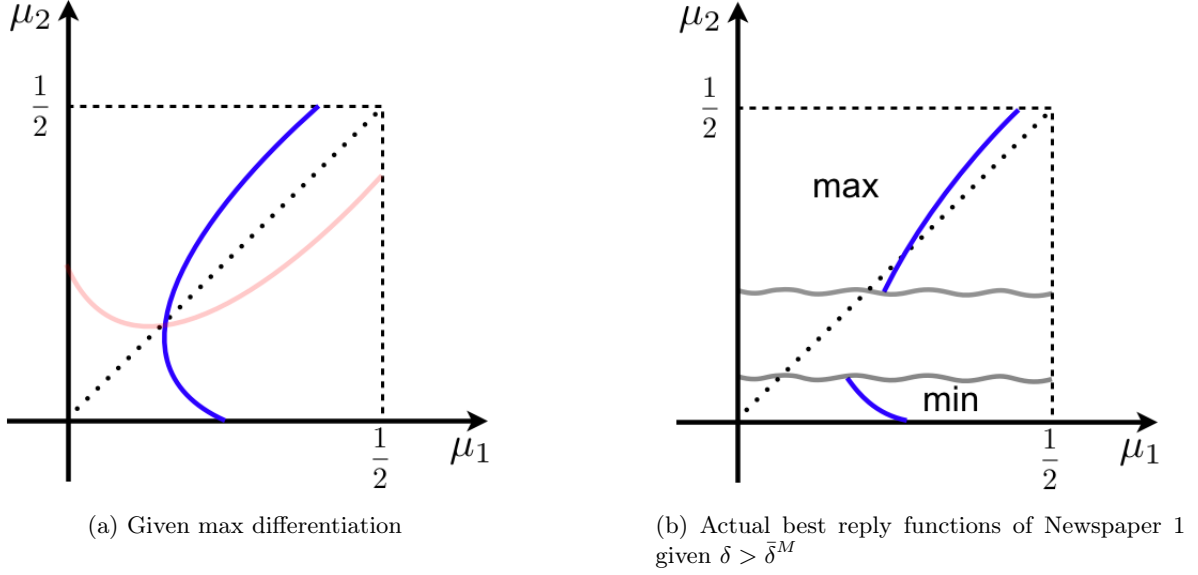 μ₂
1/2
μ₁
1/2
(a) Given max differentiation
μ₂
1/2
max
min
μ₁
1/2
(b) Actual best reply functions of Newspaper 1
given δ > δ̄ᴹ